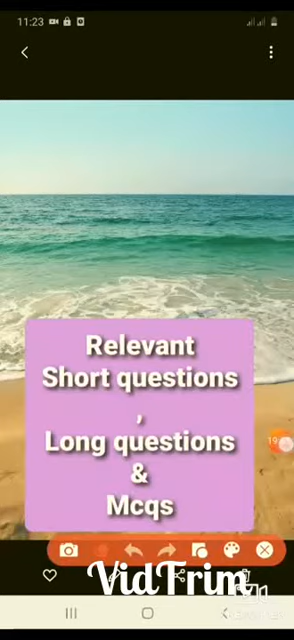 11:23
Relevant
Short questions
,
Long questions
&
Mcqs
VidTrim